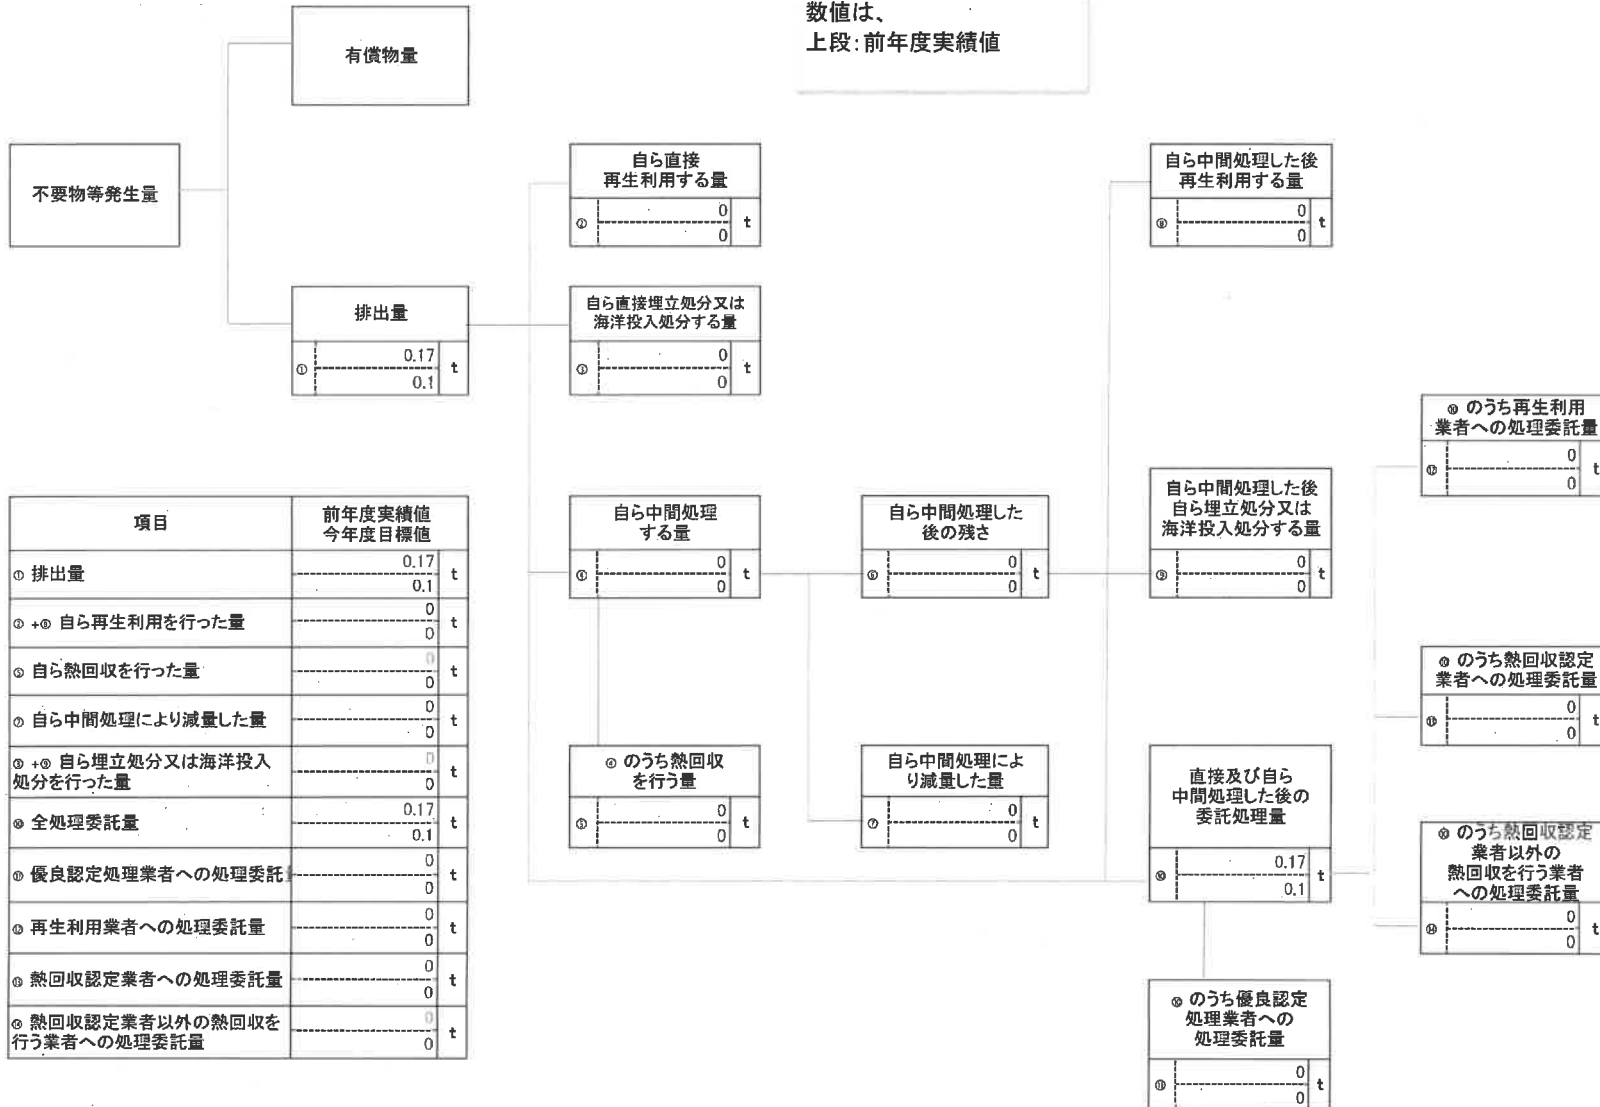 数値は、
上段:前年度実績値
有償物量
不要物等発生量
自ら直接
再生利用する量
② 0 t
0
自ら中間処理した後
再生利用する量
⑧ 0 t
0
排出量
① 0.17 t
0.1
自ら直接埋立処分又は
海洋投入処分する量
③ 0 t
0
⑩ のうち再生利用
業者への処理委託量
⑫ 0 t
0
自ら中間処理
する量
④ 0 t
0
自ら中間処理した
後の残さ
⑥ 0 t
0
自ら中間処理した後
自ら埋立処分又は
海洋投入処分する量
⑨ 0 t
0
⑩ のうち熱回収認定
業者への処理委託量
⑬ 0 t
0
④ のうち熱回収
を行う量
⑤ 0 t
0
自ら中間処理によ
り減量した量
⑦ 0 t
0
直接及び自ら
中間処理した後の
委託処理量
⑩ 0.17 t
0.1
⑩ のうち熱回収認定
業者以外の
熱回収を行う業者
への処理委託量
⑭ 0 t
0
⑩ のうち優良認定
処理業者への
処理委託量
⑪ 0 t
0
項目 前年度実績値
今年度目標値
① 排出量 0.17 t
0.1
② +⑧ 自ら再生利用を行った量 0 t
0
⑤ 自ら熱回収を行った量 0 t
0
⑦ 自ら中間処理により減量した量 0 t
0
③ +⑨ 自ら埋立処分又は海洋投入
処分を行った量 0 t
0
⑩ 全処理委託量 0.17 t
0.1
⑪ 優良認定処理業者への処理委託 0 t
0
⑫ 再生利用業者への処理委託量 0 t
0
⑬ 熱回収認定業者への処理委託量 0 t
0
⑭ 熱回収認定業者以外の熱回収を
行う業者への処理委託量 0 t
0